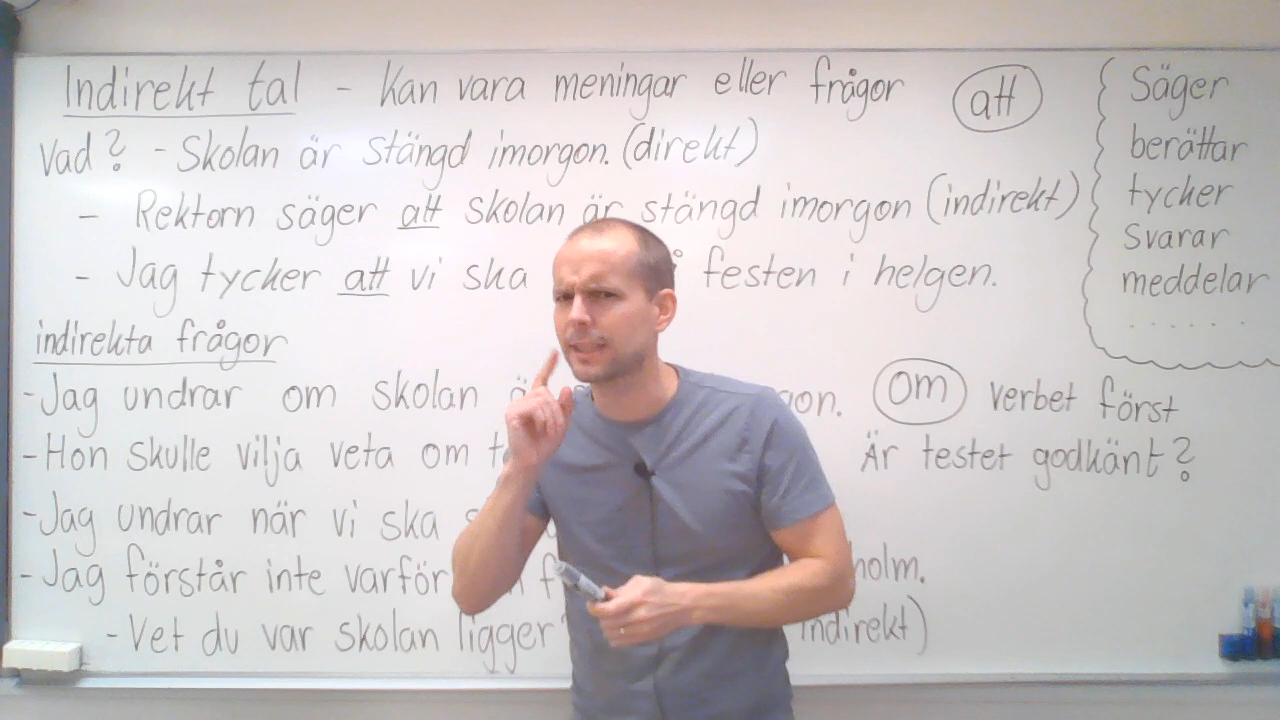 Indirekt tal - Kan vara meningar eller frågor att
vad? - Skolan är stängd imorgon. (direkt)
- Rektorn säger att skolan är stängd imorgon (indirekt)
- Jag tycker att vi ska festen i helgen.
Säger
berättar
tycker
Svarar
meddelar
. . . . . .
indirekta frågor
- Jag undrar om skolan
om verbet först
- Hon skulle vilja veta om
Är testet godkänt?
- Jag undrar när vi ska
- Jag förstår inte varför
- Vet du var skolan ligger indirekt)